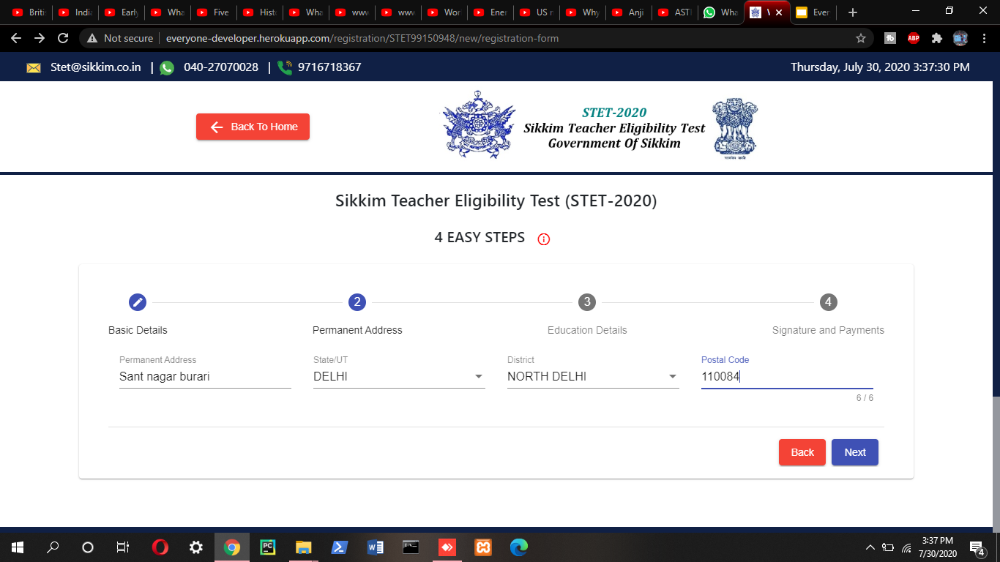 Briti
India
Early
Wha
Five
Hist
Wha
www
www
Wor
Ener
US n
Why
Anji
AST
Wha
Ever
Not secure
everyone-developer.herokuapp.com/registration/STET99150948/new/registration-form
ABP
Stet@sikkim.co.in | 040-27070028 | 9716718367
Thursday, July 30, 2020 3:37:30 PM
Back To Home
STET-2020
Sikkim Teacher Eligibility Test
Government Of Sikkim
Sikkim Teacher Eligibility Test (STET-2020)
4 EASY STEPS
2
3
4
Basic Details
Permanent Address
Education Details
Signature and Payments
Permanent Address
State/UT
District
Postal Code
Sant nagar burari
DELHI
NORTH DELHI
110084
6 / 6
Back
Next
PC
3:37 PM
7/30/2020
4